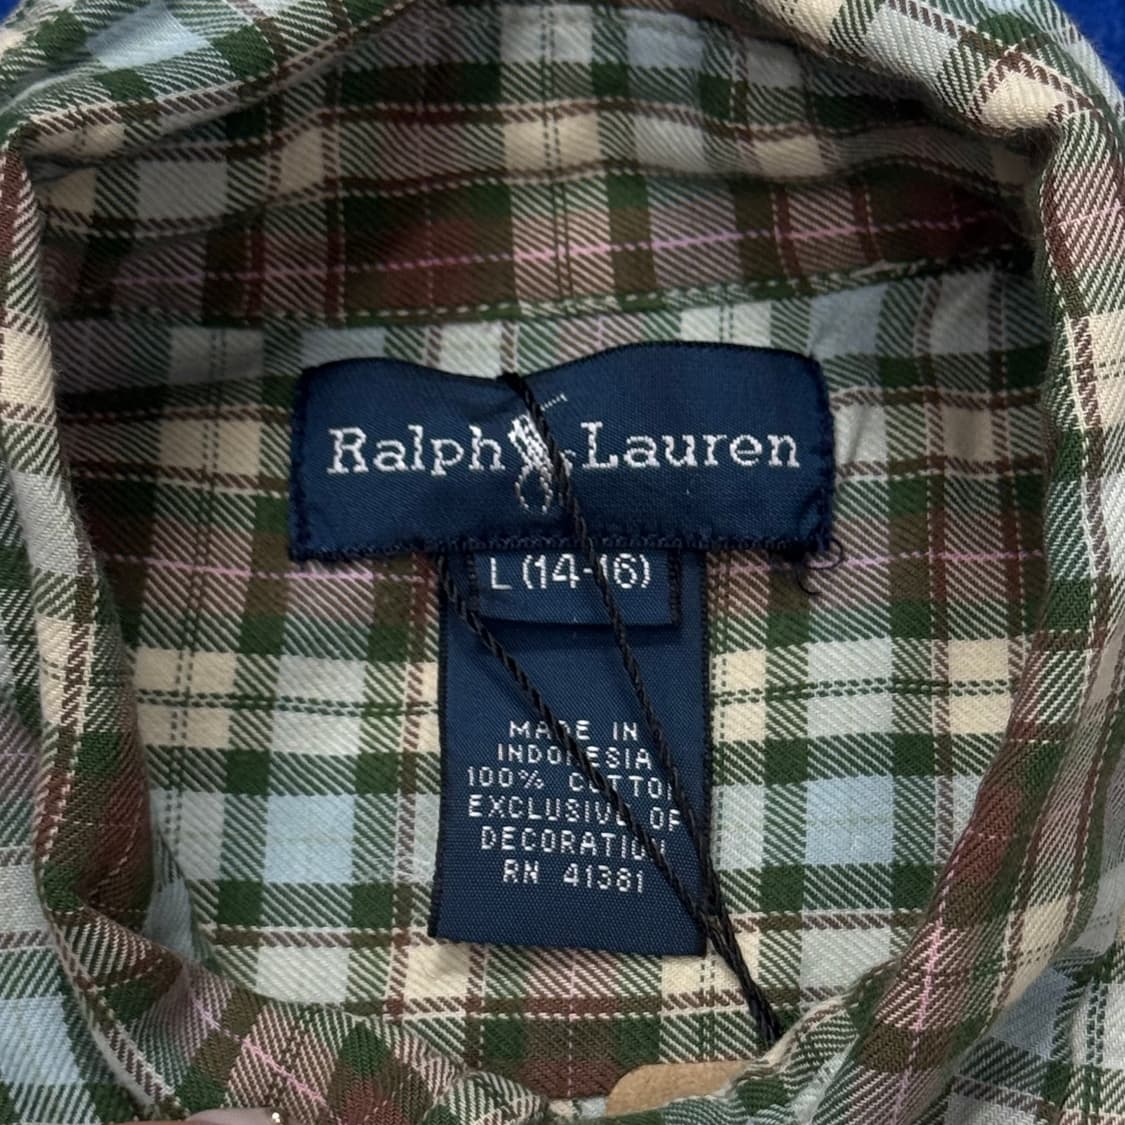 Ralph Lauren
L (14-16)
MADE IN
INDONESIA
100% COTTON
EXCLUSIVE OF
DECORATION
RN 41381